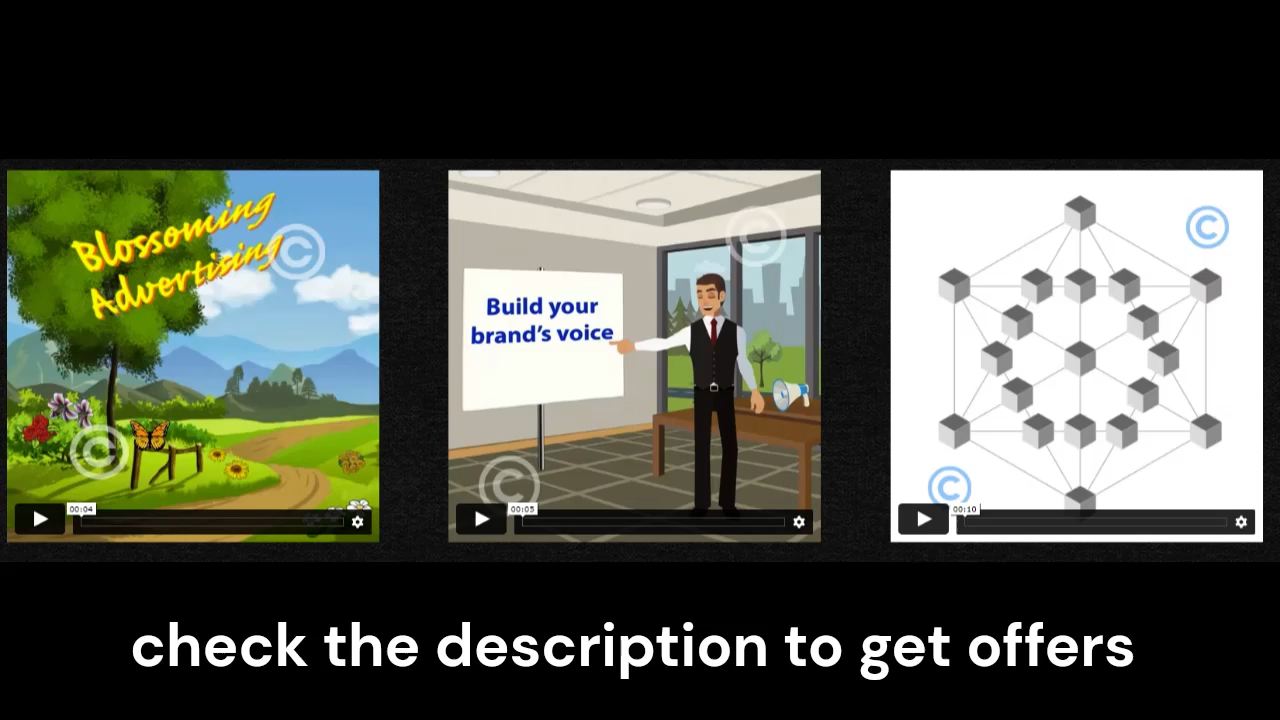 Blossoming
Advertising
©
©
00:04
Build your
brand's voice
©
©
00:05
©
©
00:10
check the description to get offers